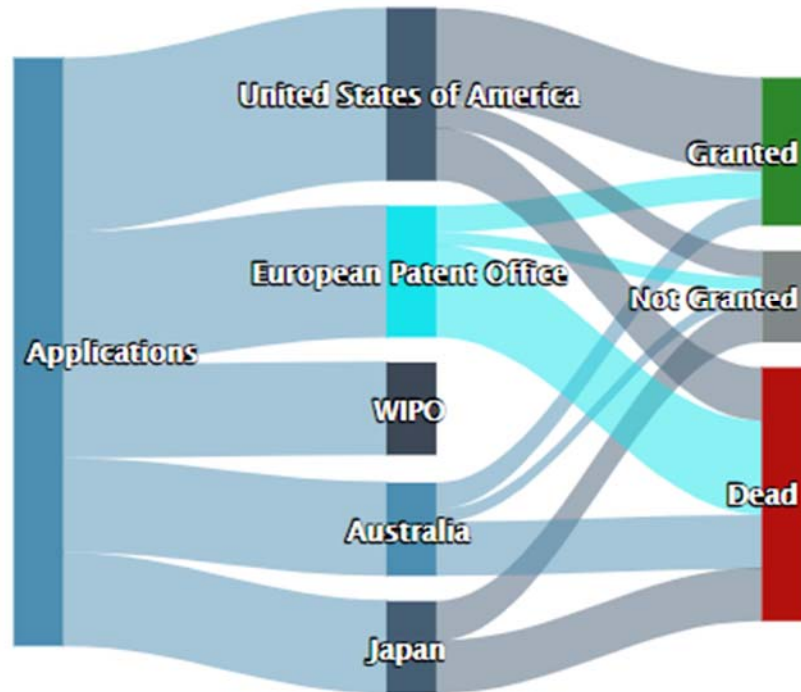 Applications
United States of America
European Patent Office
WIPO
Australia
Japan
Granted
Not Granted
Dead